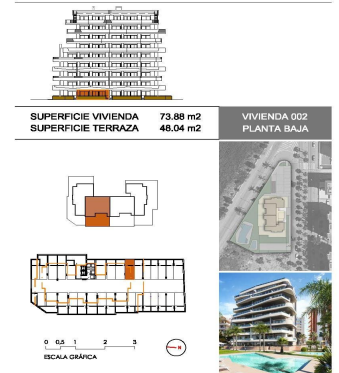 SUPERFICIE VIVIENDA 73.88 m2
SUPERFICIE TERRAZA 48.04 m2
VIVIENDA 002
PLANTA BAJA
0 0,5 1 2 3
ESCALA GRÁFICA
N